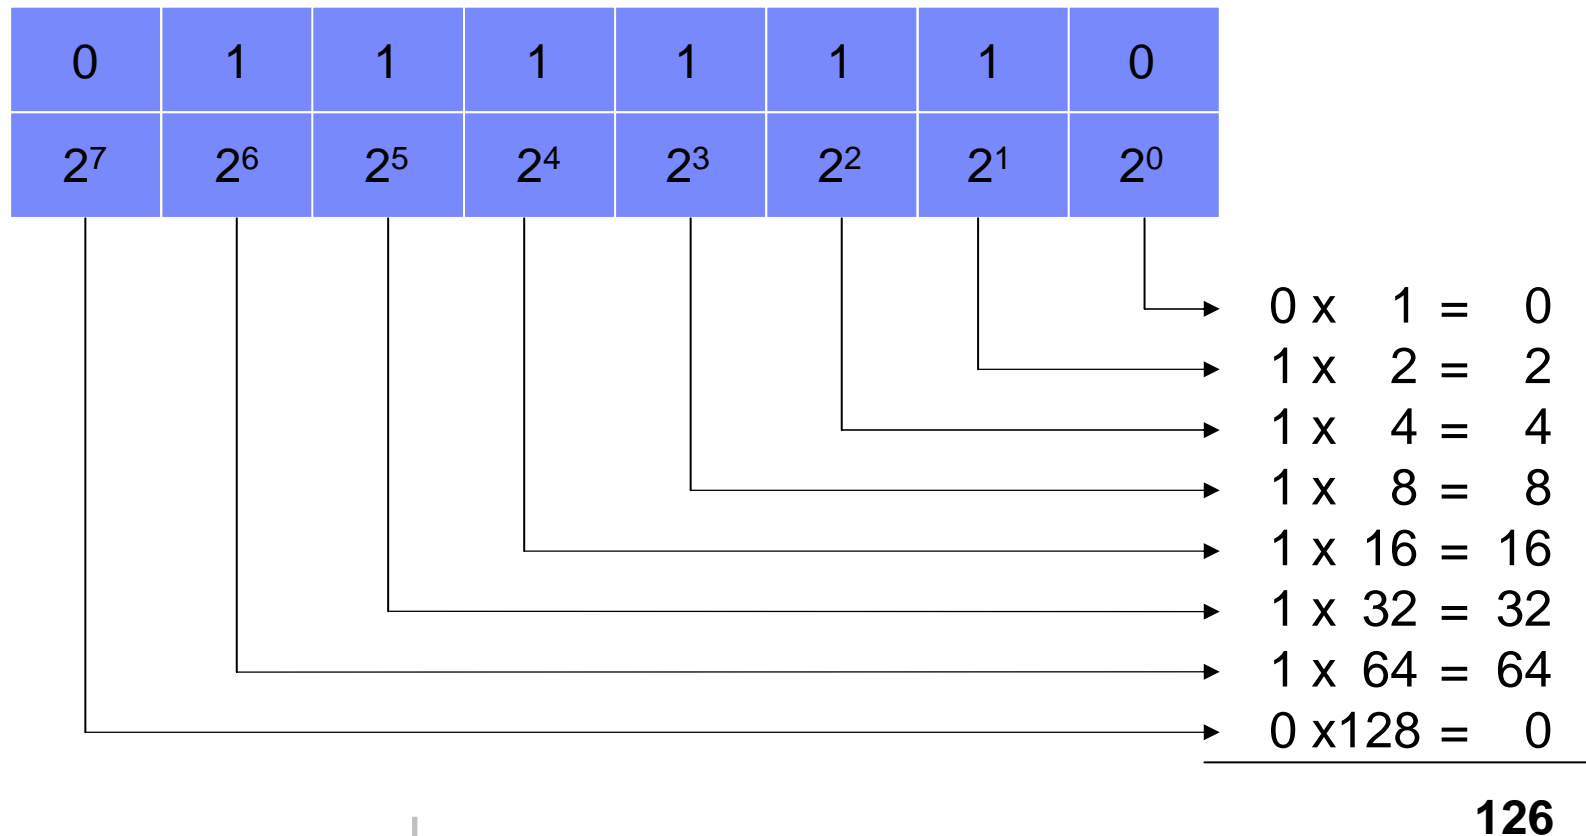 0 1 1 1 1 1 1 0
2⁷ 2⁶ 2⁵ 2⁴ 2³ 2² 2¹ 2⁰
0 x 1 = 0
1 x 2 = 2
1 x 4 = 4
1 x 8 = 8
1 x 16 = 16
1 x 32 = 32
1 x 64 = 64
0 x128 = 0
126